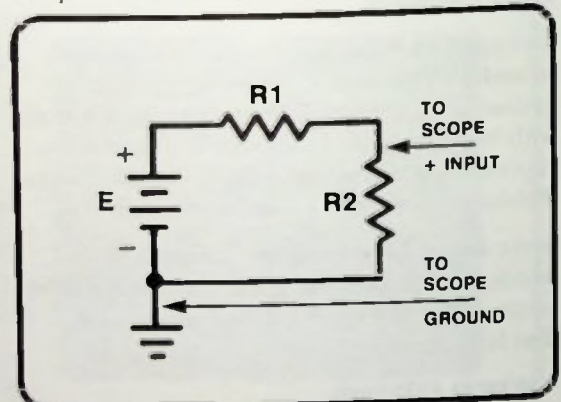 R1
TO
SCOPE
+ INPUT
+
E
R2
−
TO
SCOPE
GROUND